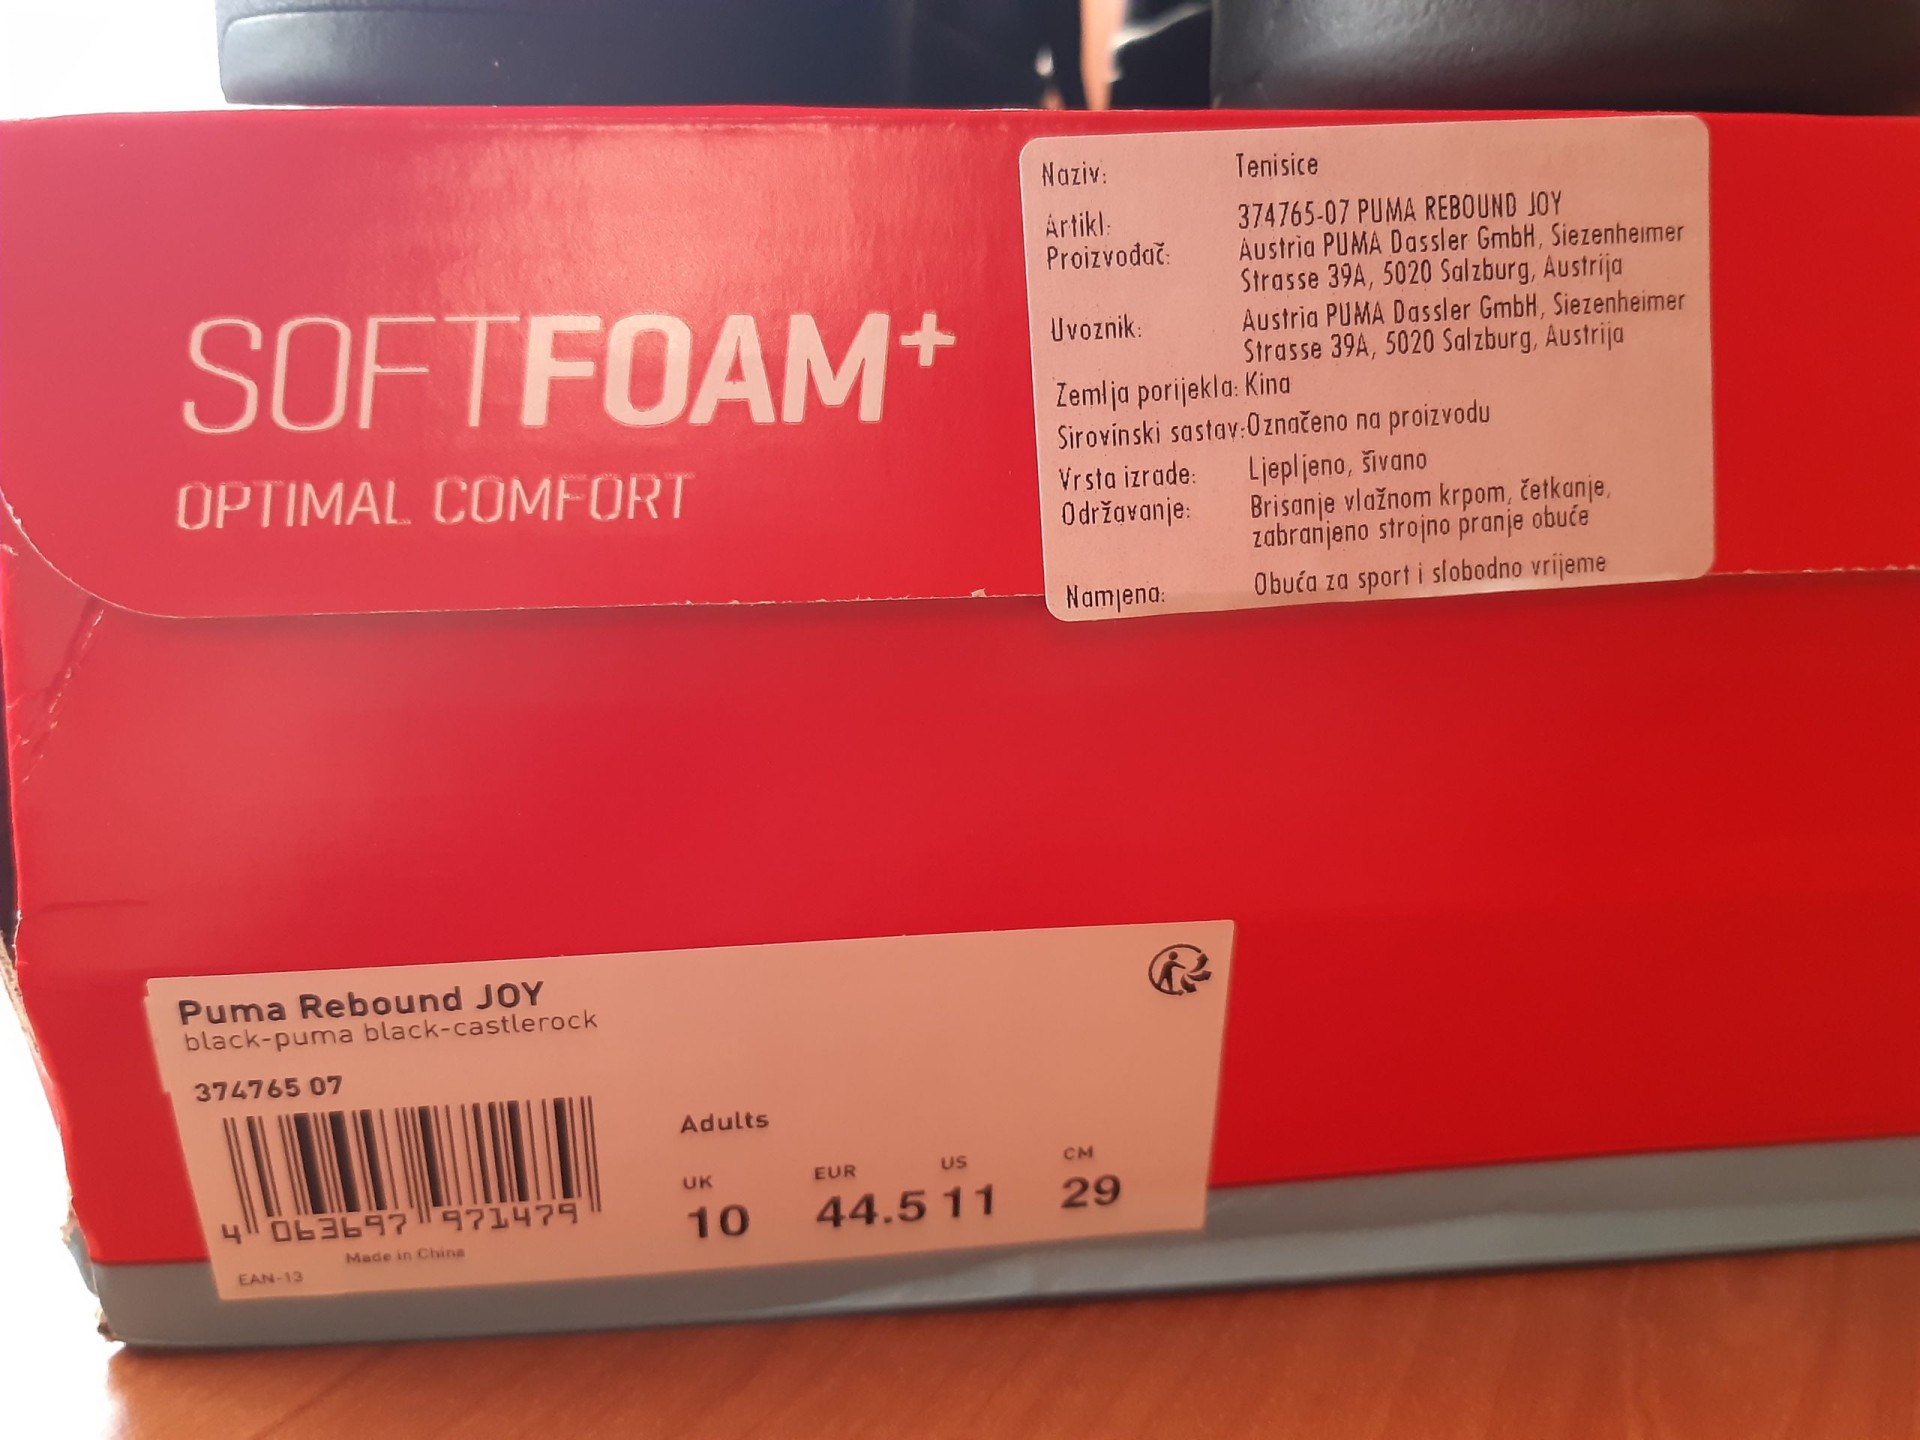 SOFTFOAM+
OPTIMAL COMFORT
Naziv: Tenisice
Artikl: 374765-07 PUMA REBOUND JOY
Proizvođač: Austria PUMA Dassler GmbH, Siezenheimer
Strasse 39A, 5020 Salzburg, Austrija
Uvoznik: Austria PUMA Dassler GmbH, Siezenheimer
Strasse 39A, 5020 Salzburg, Austrija
Zemlja porijekla: Kina
Sirovinski sastav: Označeno na proizvodu
Vrsta izrade: Ljepljeno, šivano
Održavanje: Brisanje vlažnom krpom, četkanje,
zabranjeno strojno pranje obuće
Namjena: Obuća za sport i slobodno vrijeme
Puma Rebound JOY
black-puma black-castlerock
374765 07
4 063697 971479
Made in China
EAN-13
Adults
UK EUR US CM
10 44.5 11 29